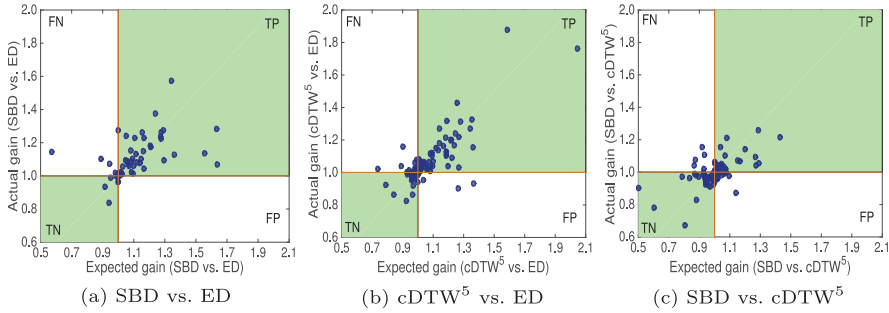 FN
TP
TN
FP
2.0
1.8
1.6
1.4
1.2
1.0
0.8
0.6
0.5 0.7 0.9 1.1 1.3 1.5 1.7 1.9 2.1
Actual gain (SBD vs. ED)
Expected gain (SBD vs. ED)
(a) SBD vs. ED
FN
TP
TN
FP
2.0
1.8
1.6
1.4
1.2
1.0
0.8
0.6
0.5 0.7 0.9 1.1 1.3 1.5 1.7 1.9 2.1
Actual gain (cDTW⁵ vs. ED)
Expected gain (cDTW⁵ vs. ED)
(b) cDTW⁵ vs. ED
FN
TP
TN
FP
2.0
1.8
1.6
1.4
1.2
1.0
0.8
0.6
0.5 0.7 0.9 1.1 1.3 1.5 1.7 1.9 2.1
Actual gain (SBD vs. cDTW⁵)
Expected gain (SBD vs. cDTW⁵)
(c) SBD vs. cDTW⁵